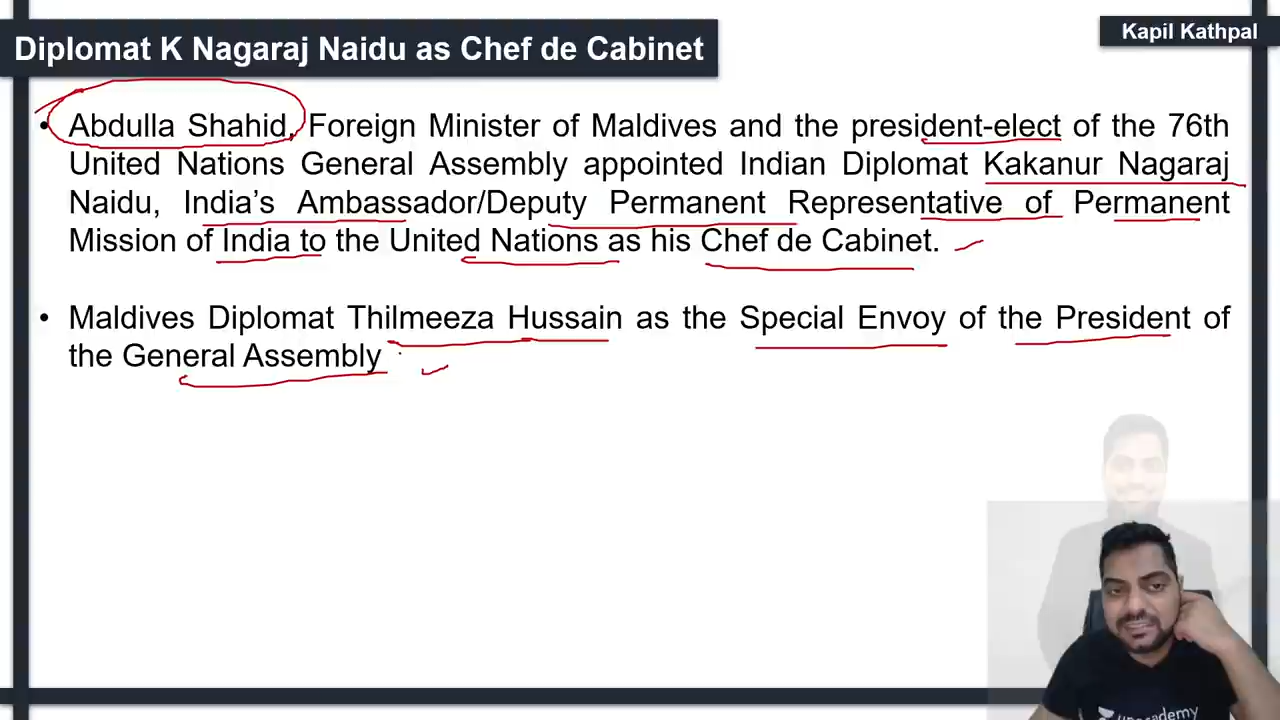 Diplomat K Nagaraj Naidu as Chef de Cabinet
Kapil Kathpal
• Abdulla Shahid, Foreign Minister of Maldives and the president-elect of the 76th
United Nations General Assembly appointed Indian Diplomat Kakanur Nagaraj
Naidu, India's Ambassador/Deputy Permanent Representative of Permanent
Mission of India to the United Nations as his Chef de Cabinet.
• Maldives Diplomat Thilmeeza Hussain as the Special Envoy of the President of
the General Assembly